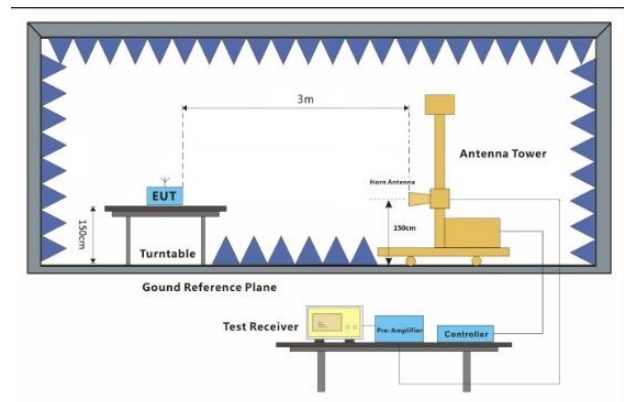 3m
Antenna Tower
Horn Antenna
EUT
150cm
150cm
Turntable
Gound Reference Plane
Test Receiver
Pre-Amplifier
Controller